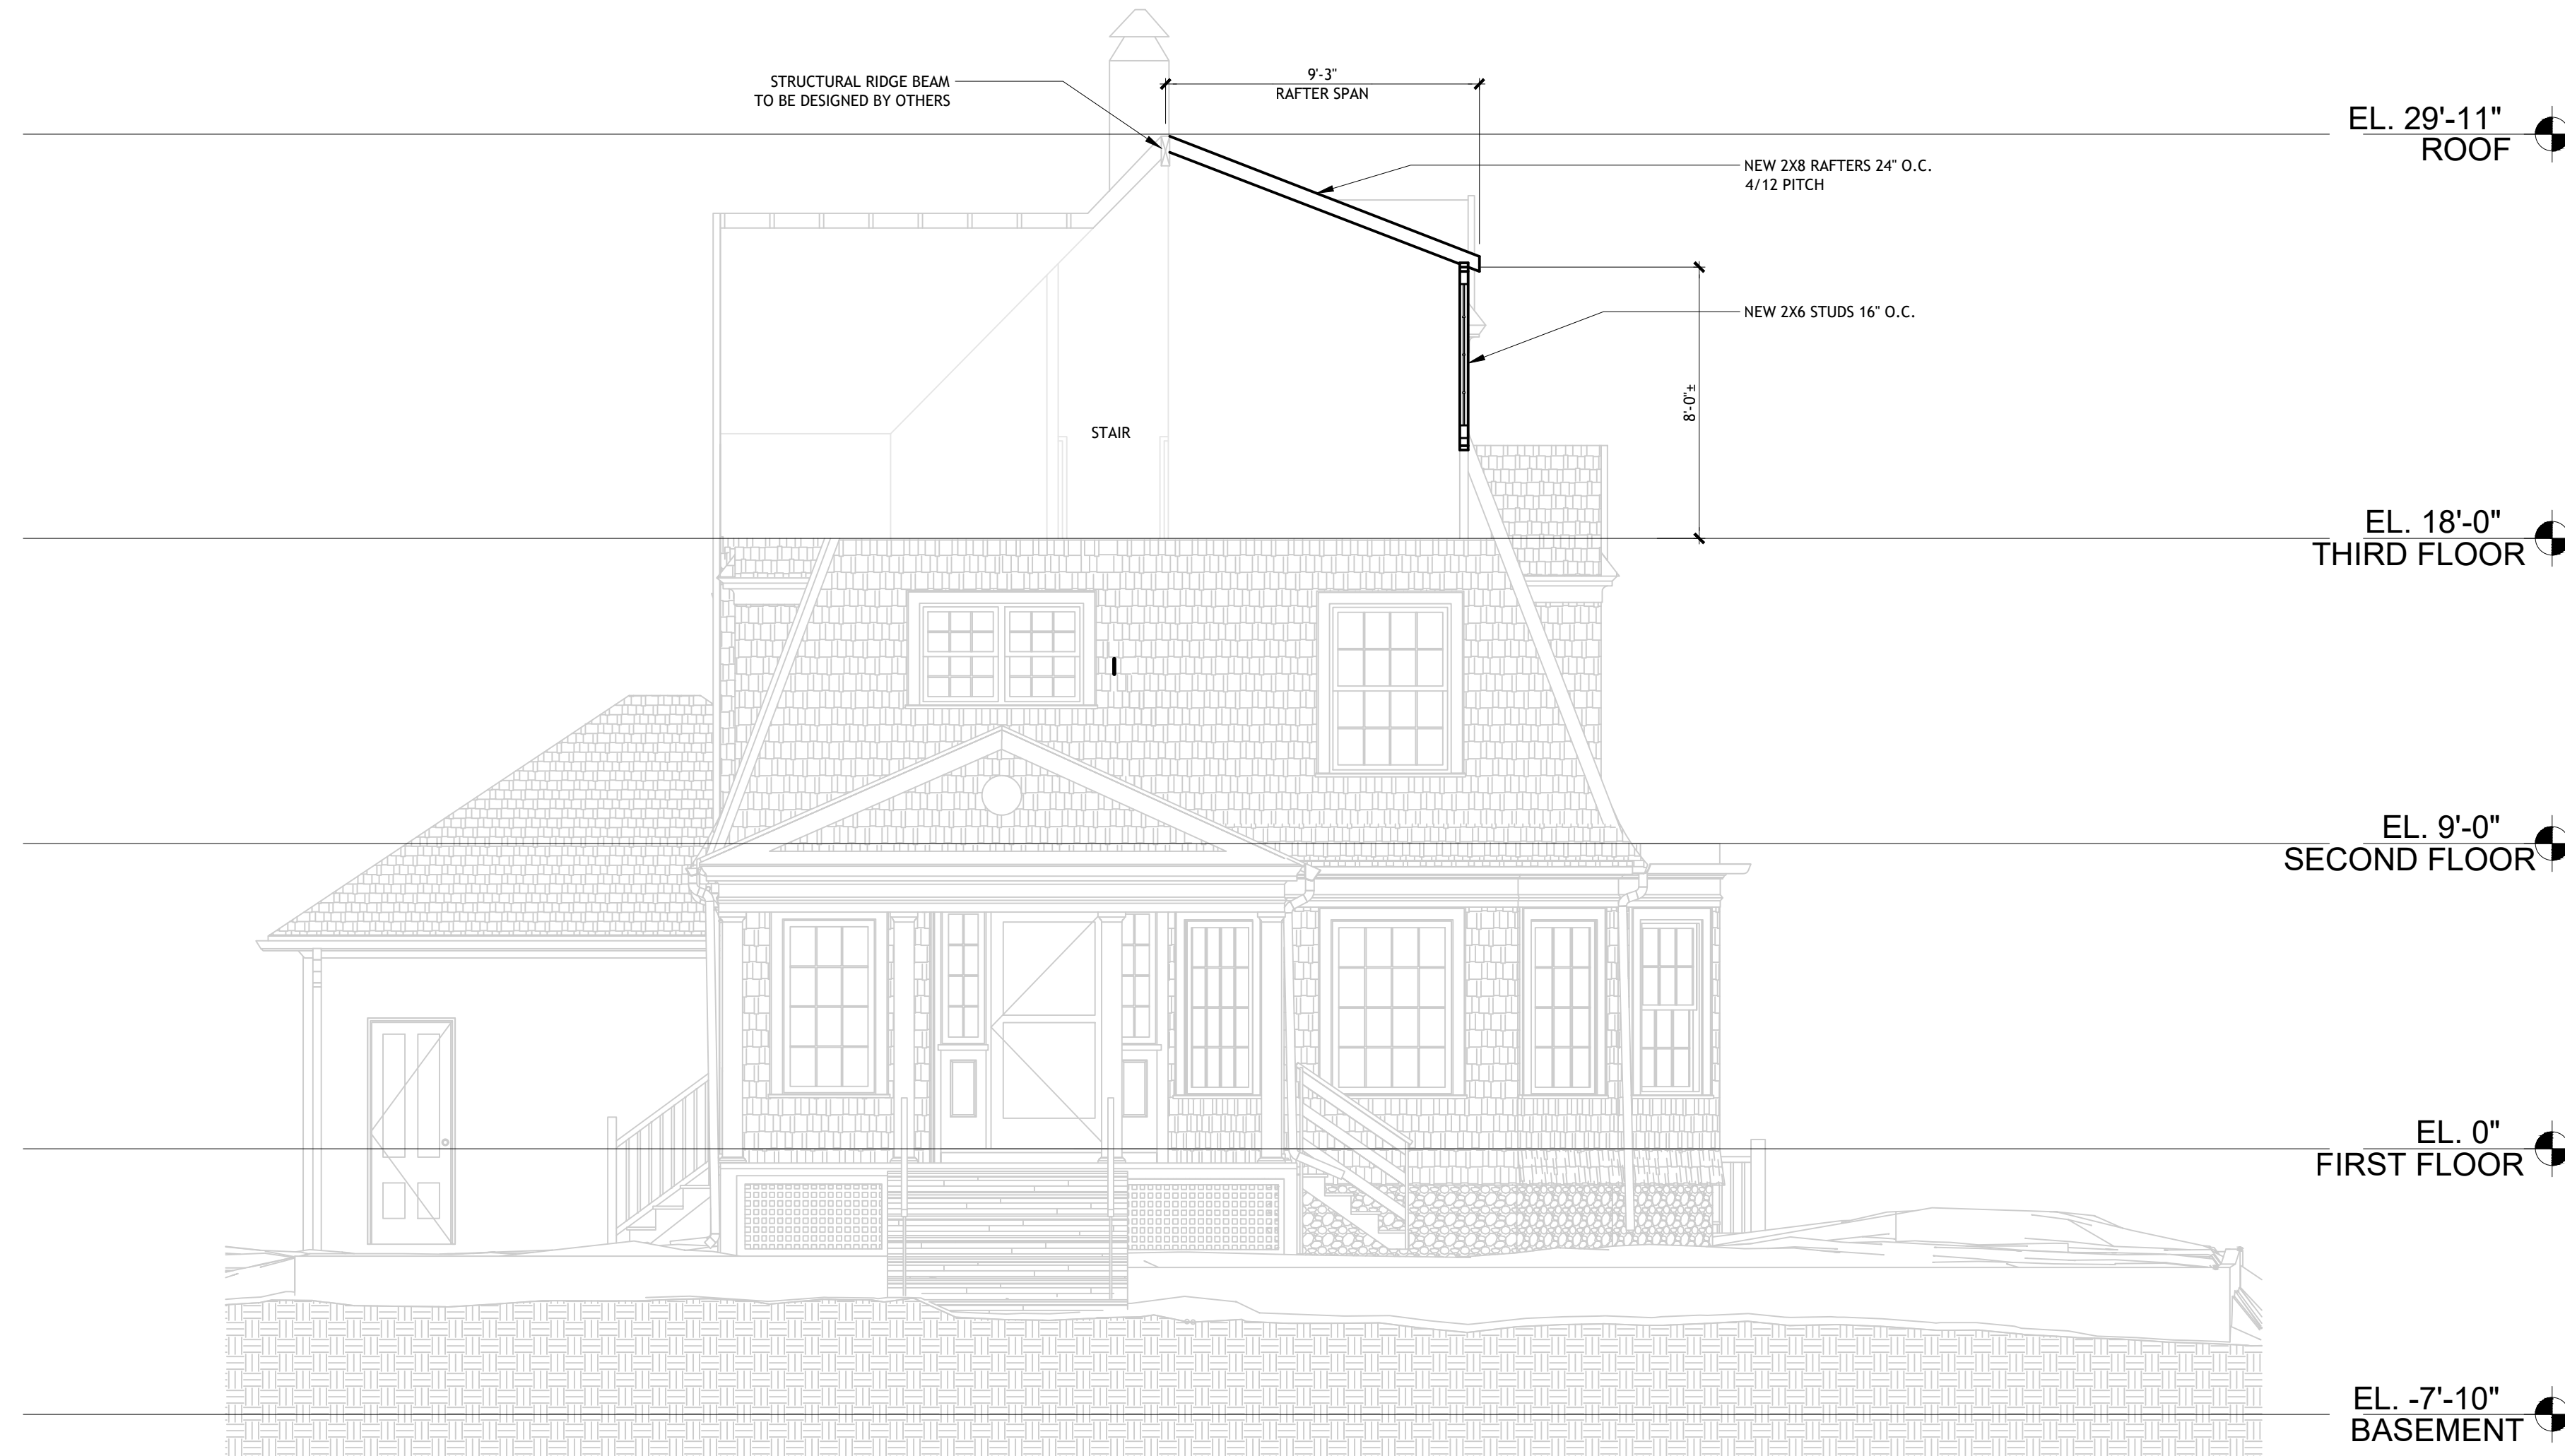 9'-3"
RAFTER SPAN
STRUCTURAL RIDGE BEAM
TO BE DESIGNED BY OTHERS
EL. 29'-11"
ROOF
NEW 2X8 RAFTERS 24" O.C.
4/12 PITCH
NEW 2X6 STUDS 16" O.C.
8'-0"±
STAIR
EL. 18'-0"
THIRD FLOOR
EL. 9'-0"
SECOND FLOOR
EL. 0"
FIRST FLOOR
EL. -7'-10"
BASEMENT